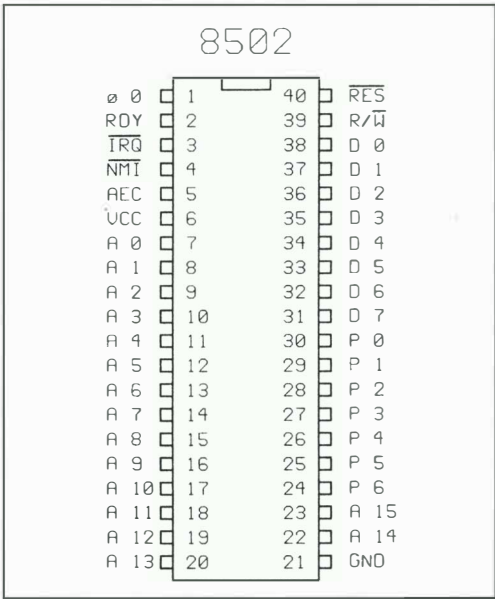 8502
ø 0 1 40 R̅E̅S̅
RDY 2 39 R/W̅
I̅R̅Q̅ 3 38 D 0
N̅M̅I̅ 4 37 D 1
AEC 5 36 D 2
VCC 6 35 D 3
A 0 7 34 D 4
A 1 8 33 D 5
A 2 9 32 D 6
A 3 10 31 D 7
A 4 11 30 P 0
A 5 12 29 P 1
A 6 13 28 P 2
A 7 14 27 P 3
A 8 15 26 P 4
A 9 16 25 P 5
A 10 17 24 P 6
A 11 18 23 A 15
A 12 19 22 A 14
A 13 20 21 GND